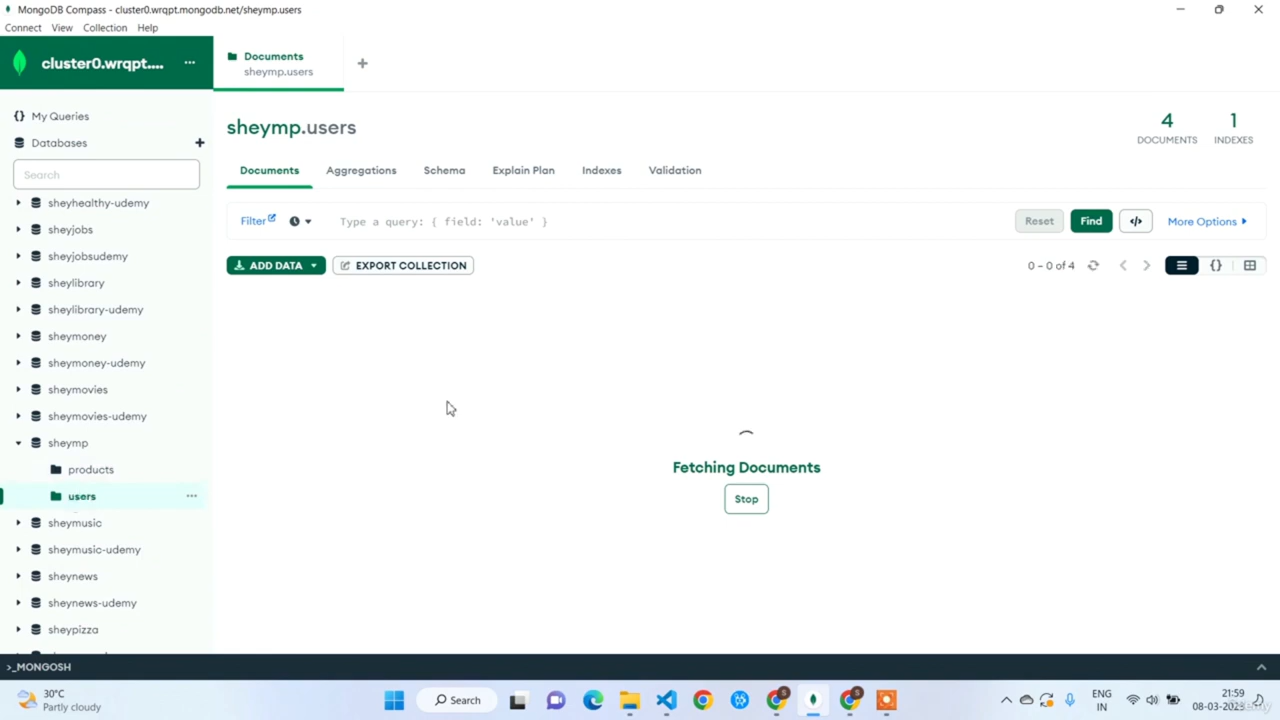 MongoDB Compass - cluster0.wrqpt.mongodb.net/sheymp.users
Connect View Collection Help
cluster0.wrqpt.... ...
Documents
sheymp.users
My Queries
Databases
Search
sheyhealthy-udemy
sheyjobs
sheyjobsudemy
sheylibrary
sheylibrary-udemy
sheymoney
sheymoney-udemy
sheymovies
sheymovies-udemy
sheymp
products
users ...
sheymusic
sheymusic-udemy
sheynews
sheynews-udemy
sheypizza
sheymp.users
4
DOCUMENTS
1
INDEXES
Documents Aggregations Schema Explain Plan Indexes Validation
Filter Type a query: { field: 'value' } Reset Find </> More Options
ADD DATA EXPORT COLLECTION 0 – 0 of 4 {}
Fetching Documents
Stop
>_MONGOSH
30°C
Partly cloudy
Search
ENG
IN
21:59
08-03-2023